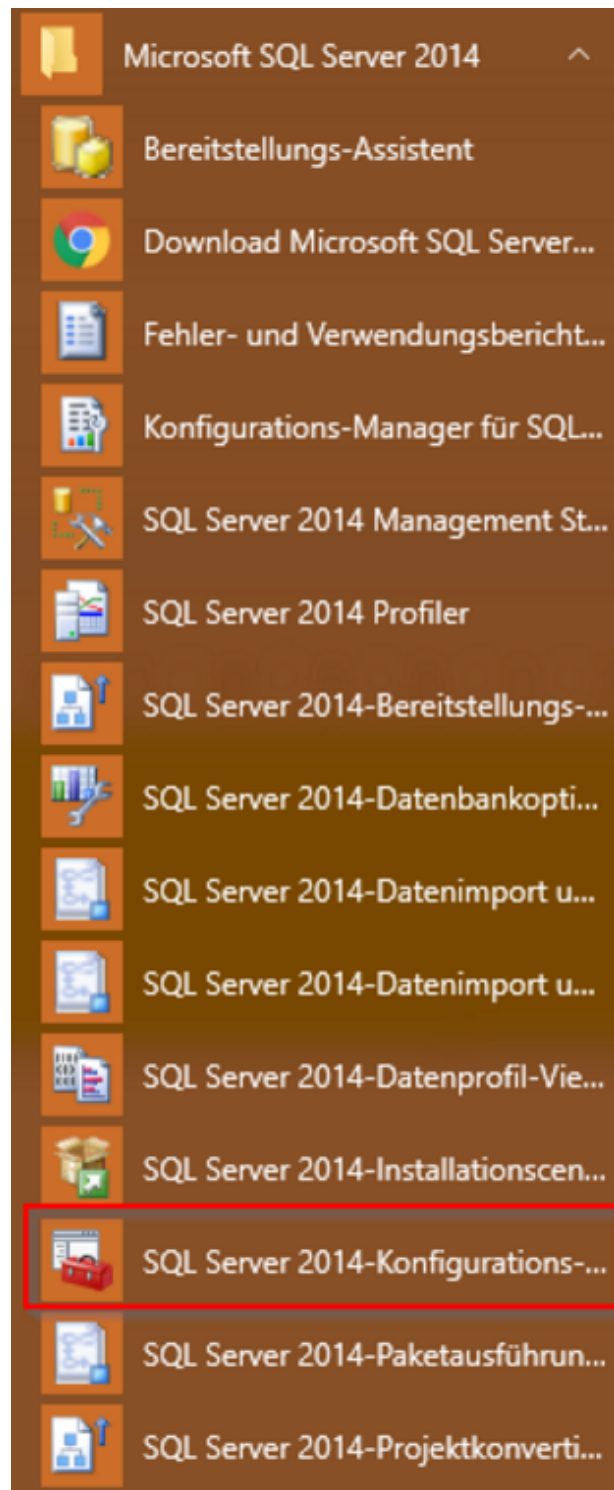 Microsoft SQL Server 2014
Bereitstellungs-Assistent
Download Microsoft SQL Server...
Fehler- und Verwendungsbericht...
Konfigurations-Manager für SQL...
SQL Server 2014 Management St...
SQL Server 2014 Profiler
SQL Server 2014-Bereitstellungs-...
SQL Server 2014-Datenbankopti...
SQL Server 2014-Datenimport u...
SQL Server 2014-Datenimport u...
SQL Server 2014-Datenprofil-Vie...
SQL Server 2014-Installationscen...
SQL Server 2014-Konfigurations-...
SQL Server 2014-Paketausführun...
SQL Server 2014-Projektkonverti...